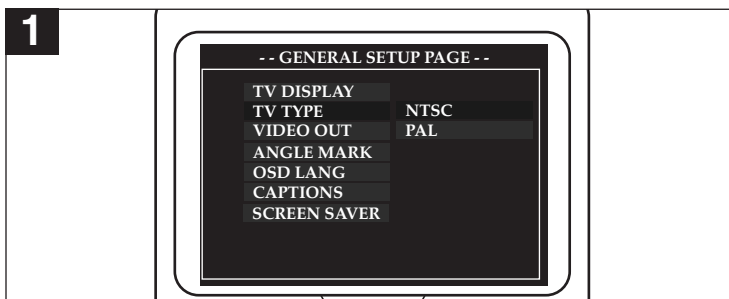 1
- - GENERAL SETUP PAGE - -
TV DISPLAY
TV TYPE NTSC
VIDEO OUT PAL
ANGLE MARK
OSD LANG
CAPTIONS
SCREEN SAVER